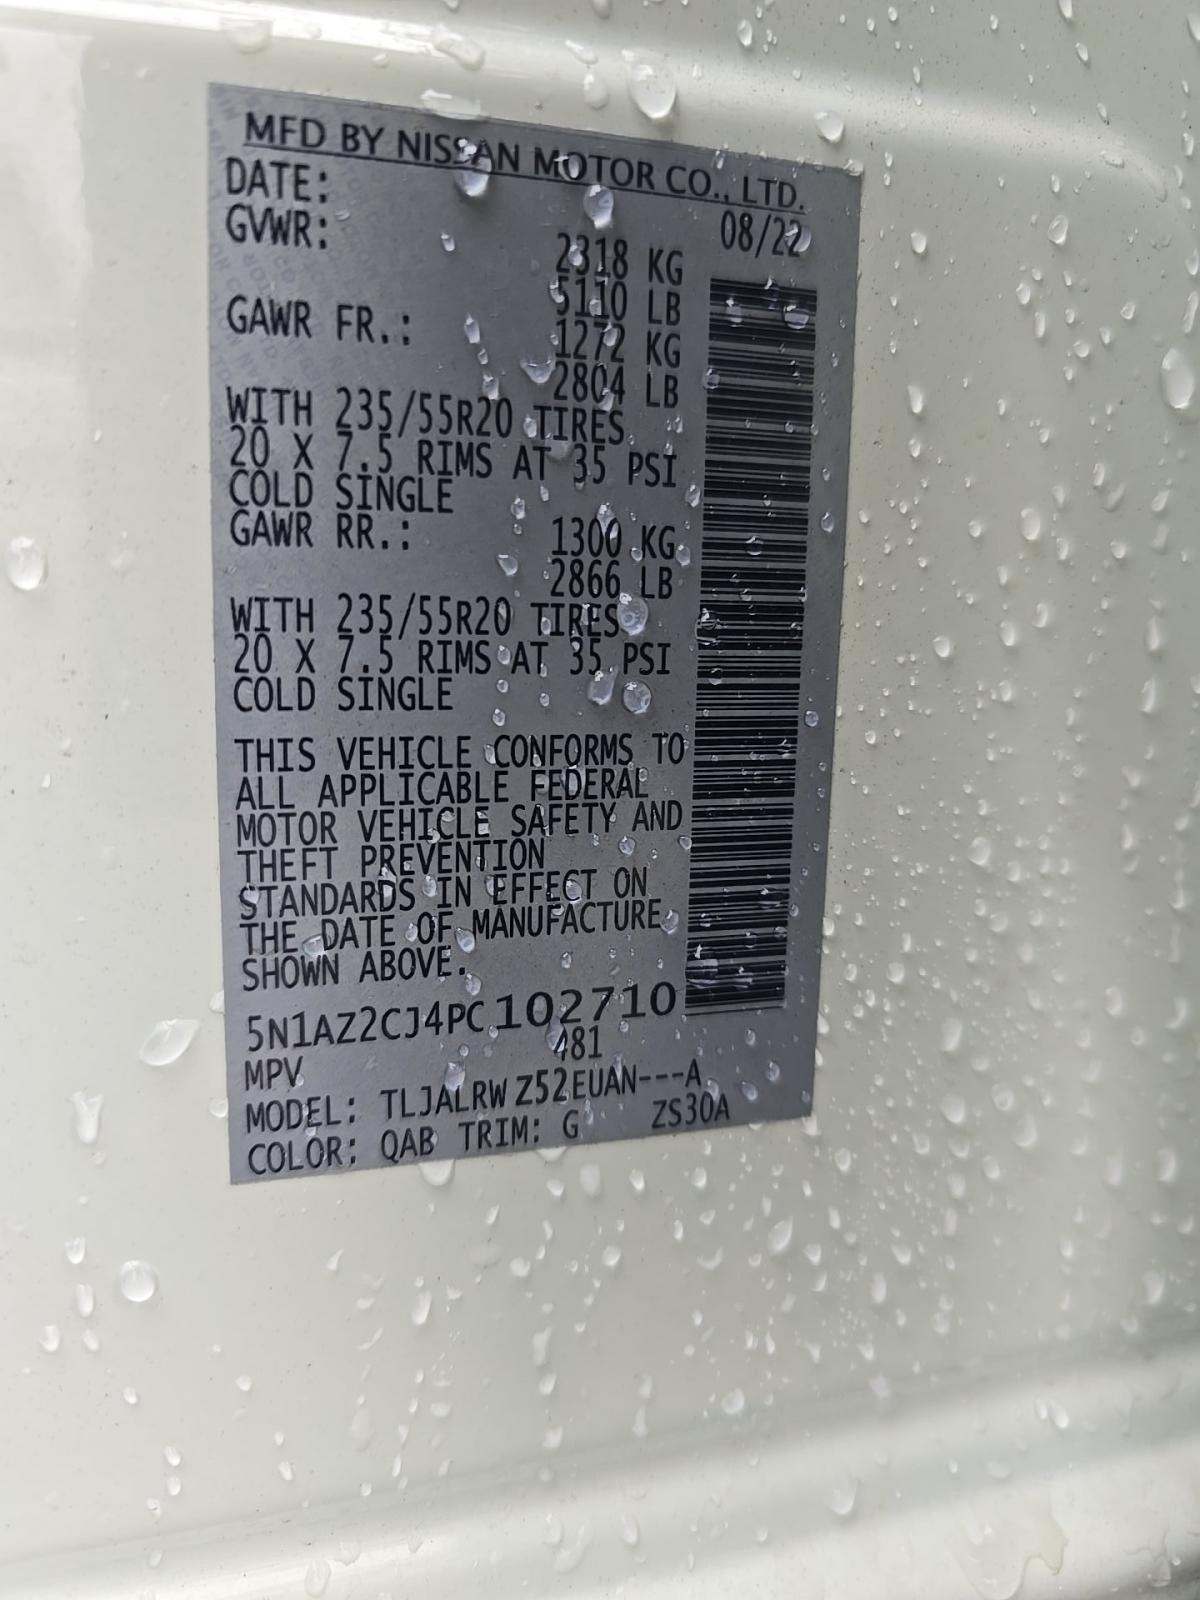 MFD BY NISSAN MOTOR CO., LTD.
DATE: 08/22
GVWR: 2318 KG
5110 LB
GAWR FR.: 1272 KG
2804 LB
WITH 235/55R20 TIRES
20 X 7.5 RIMS AT 35 PSI
COLD SINGLE
GAWR RR.: 1300 KG
2866 LB
WITH 235/55R20 TIRES
20 X 7.5 RIMS AT 35 PSI
COLD SINGLE
THIS VEHICLE CONFORMS TO
ALL APPLICABLE FEDERAL
MOTOR VEHICLE SAFETY AND
THEFT PREVENTION
STANDARDS IN EFFECT ON
THE DATE OF MANUFACTURE
SHOWN ABOVE.
5N1AZ2CJ4PC102710
MPV 481
MODEL: TLJALRW Z52EUAN---A
COLOR: QAB TRIM: G ZS30A